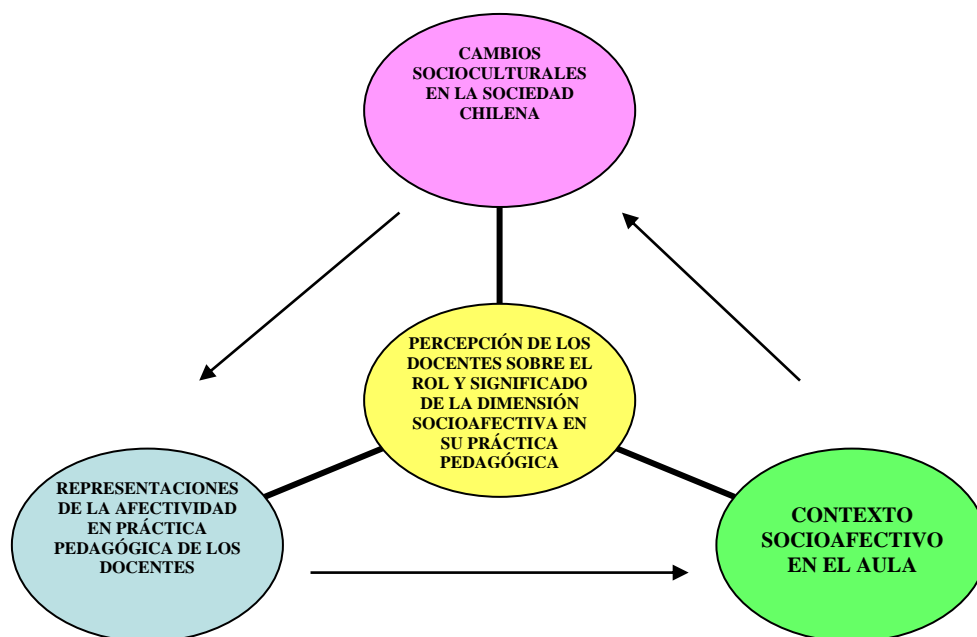 CAMBIOS
SOCIOCULTURALES
EN LA SOCIEDAD
CHILENA
PERCEPCIÓN DE LOS
DOCENTES SOBRE EL
ROL Y SIGNIFICADO
DE LA DIMENSIÓN
SOCIOAFECTIVA EN
SU PRÁCTICA
PEDAGÓGICA
REPRESENTACIONES
DE LA AFECTIVIDAD
EN PRÁCTICA
PEDAGÓGICA DE LOS
DOCENTES
CONTEXTO
SOCIOAFECTIVO
EN EL AULA